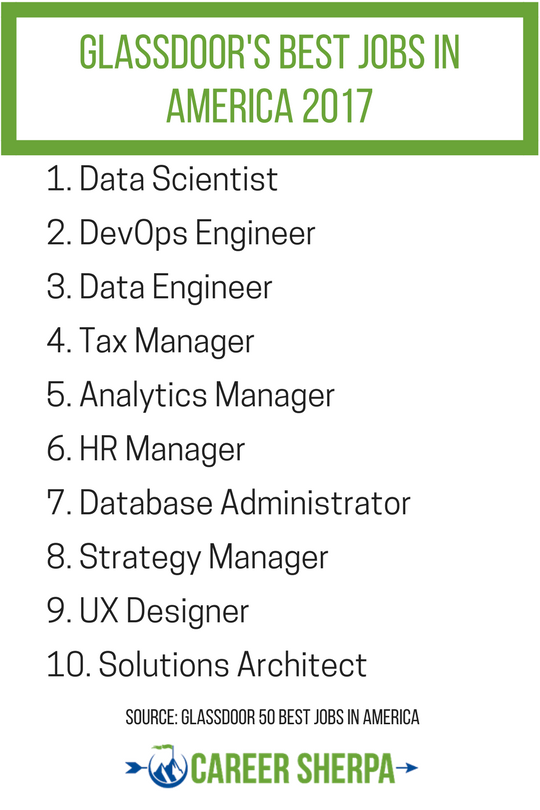 GLASSDOOR'S BEST JOBS IN
AMERICA 2017
1. Data Scientist
2. DevOps Engineer
3. Data Engineer
4. Tax Manager
5. Analytics Manager
6. HR Manager
7. Database Administrator
8. Strategy Manager
9. UX Designer
10. Solutions Architect
SOURCE: GLASSDOOR 50 BEST JOBS IN AMERICA
CAREER SHERPA